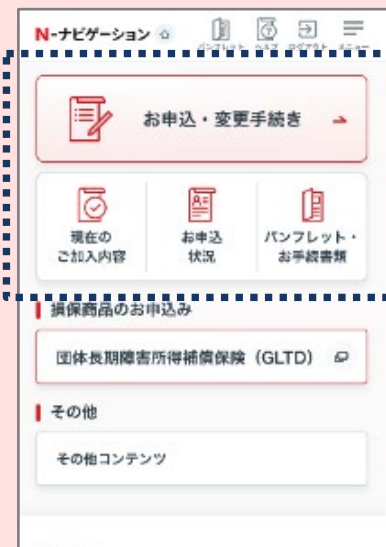 N-ナビゲーション
パンフレット ヘルプ ログアウト メニュー
お申込・変更手続き
現在の
ご加入内容
お申込
状況
パンフレット・
お手続書類
損保商品のお申込み
団体長期障害所得補償保険（GLTD）
その他
その他コンテンツ